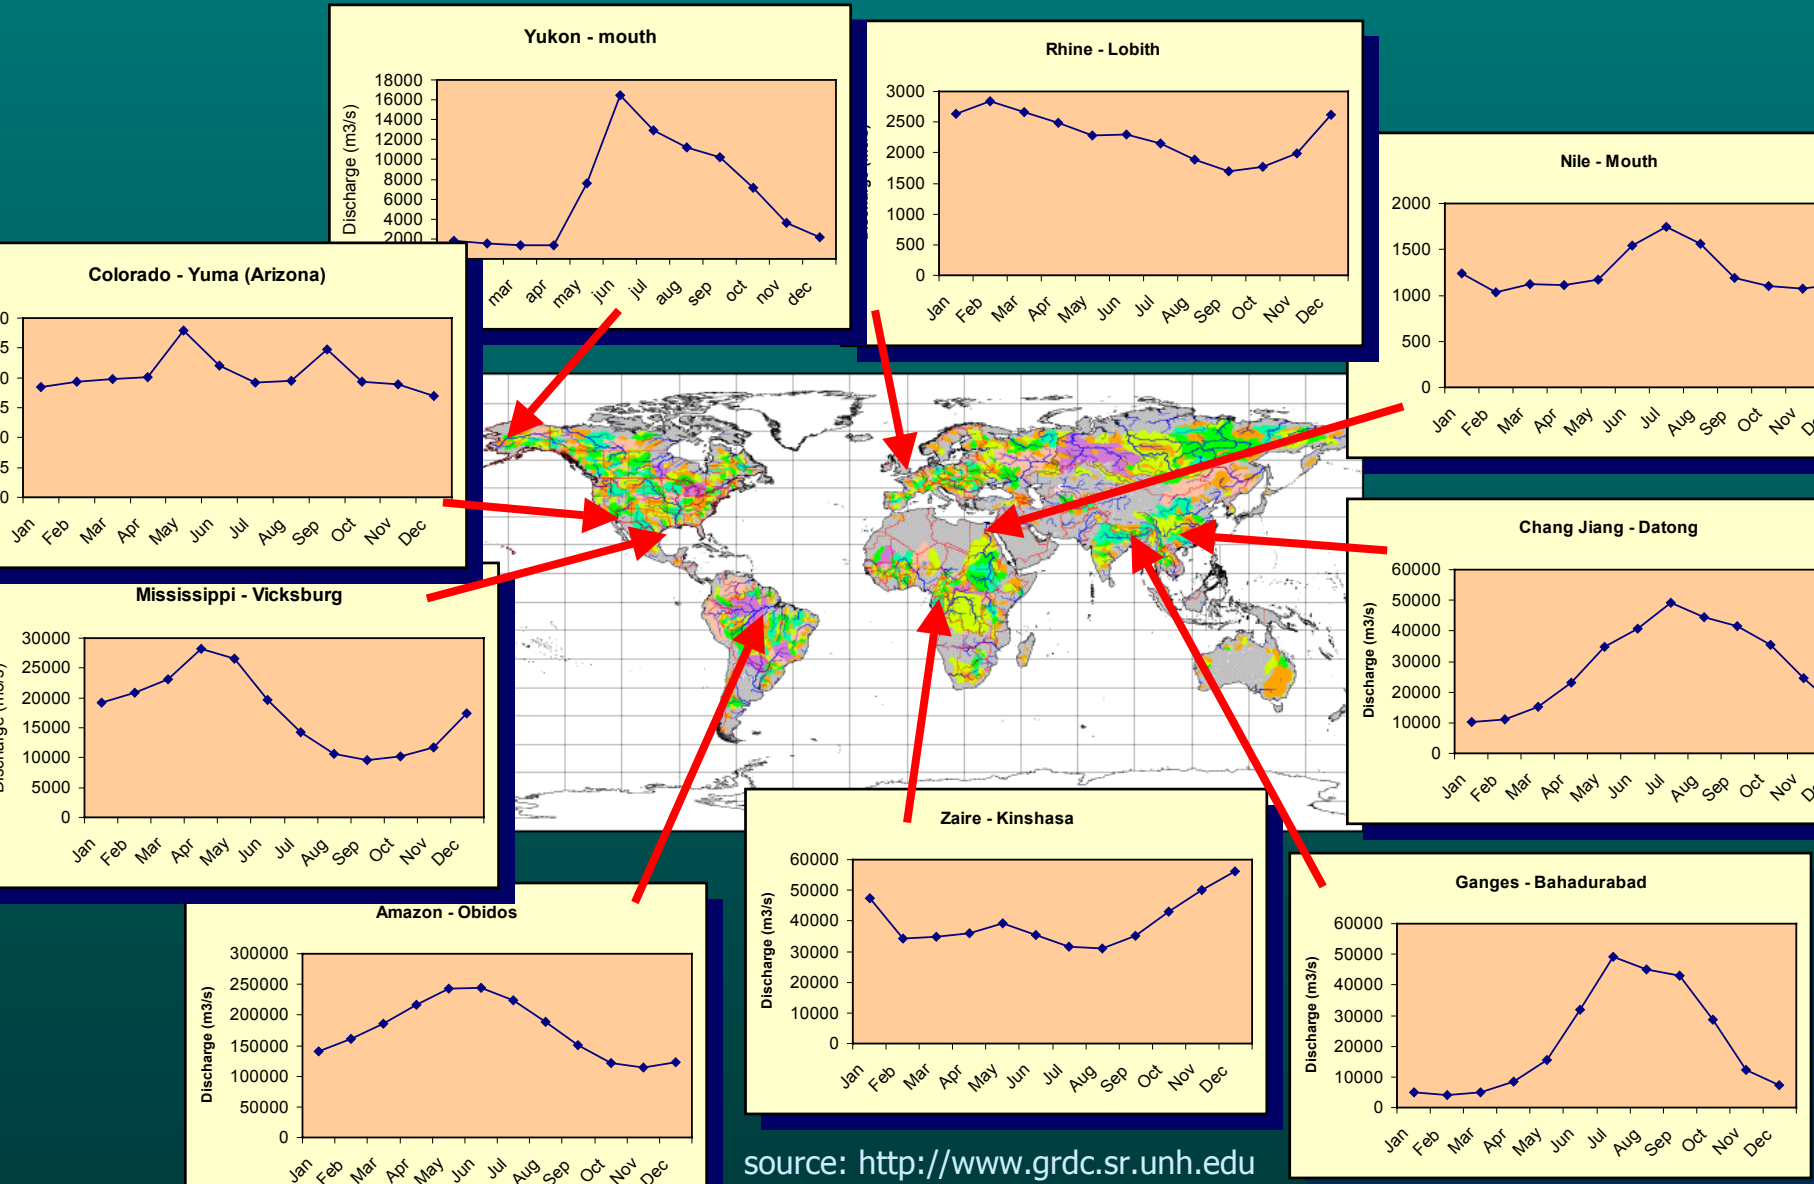 Yukon - mouth
Discharge (m3/s)
18000
16000
14000
12000
10000
8000
6000
4000
2000
mar apr may jun jul aug sep oct nov dec
Rhine - Lobith
3000
2500
2000
1500
1000
500
0
Jan Feb Mar Apr May Jun Jul Aug Sep Oct Nov Dec
Nile - Mouth
2000
1500
1000
500
0
Jan Feb Mar Apr May Jun Jul Aug Sep Oct Nov
Colorado - Yuma (Arizona)
0
5
0
5
0
5
0
Jan Feb Mar Apr May Jun Jul Aug Sep Oct Nov Dec
Mississippi - Vicksburg
30000
25000
20000
15000
10000
5000
0
Jan Feb Mar Apr May Jun Jul Aug Sep Oct Nov Dec
Chang Jiang - Datong
Discharge (m3/s)
60000
50000
40000
30000
20000
10000
0
Jan Feb Mar Apr May Jun Jul Aug Sep Oct Nov
Amazon - Obidos
Discharge (m3/s)
300000
250000
200000
150000
100000
50000
0
Jan Feb Mar Apr May Jun Jul Aug Sep Oct Nov Dec
Zaire - Kinshasa
Discharge (m3/s)
60000
50000
40000
30000
20000
10000
0
Jan Feb Mar Apr May Jun Jul Aug Sep Oct Nov Dec
Ganges - Bahadurabad
Discharge (m3/s)
60000
50000
40000
30000
20000
10000
0
Jan Feb Mar Apr May Jun Jul Aug Sep Oct Nov Dec
source: http://www.grdc.sr.unh.edu